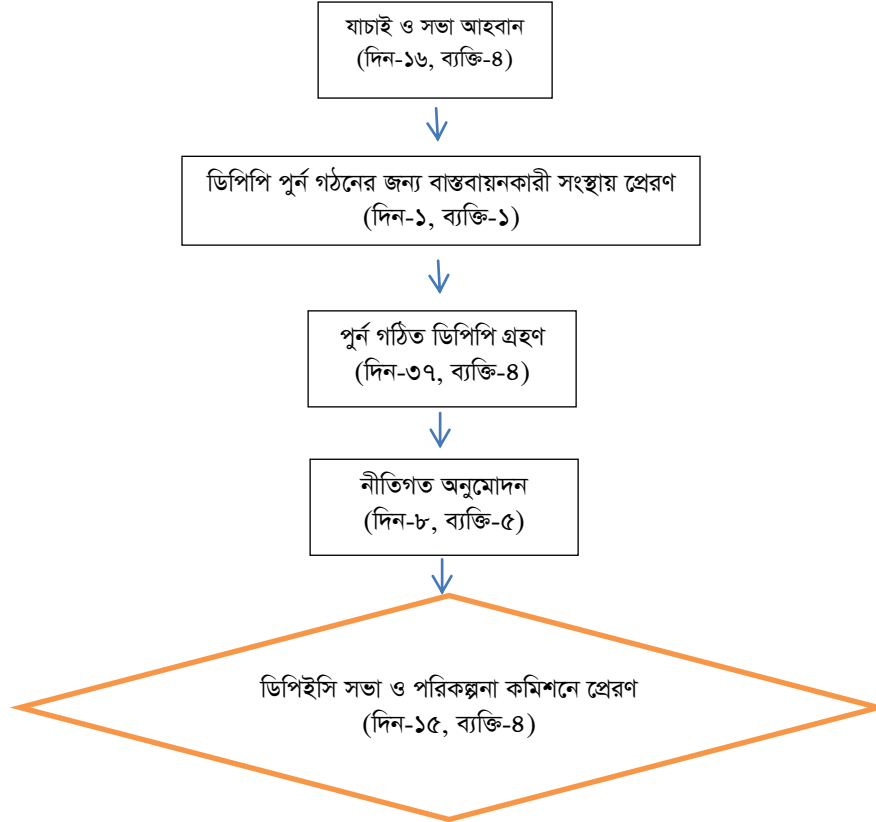 যাচাই ও সভা আহবান
(দিন-১৬, ব্যক্তি-৪)
ডিপিপি পুর্ন গঠনের জন্য বাস্তবায়নকারী সংস্থায় প্রেরণ
(দিন-১, ব্যক্তি-১)
পুর্ন গঠিত ডিপিপি গ্রহণ
(দিন-৩৭, ব্যক্তি-৪)
নীতিগত অনুমোদন
(দিন-৮, ব্যক্তি-৫)
ডিপিইসি সভা ও পরিকল্পনা কমিশনে প্রেরণ
(দিন-১৫, ব্যক্তি-৪)